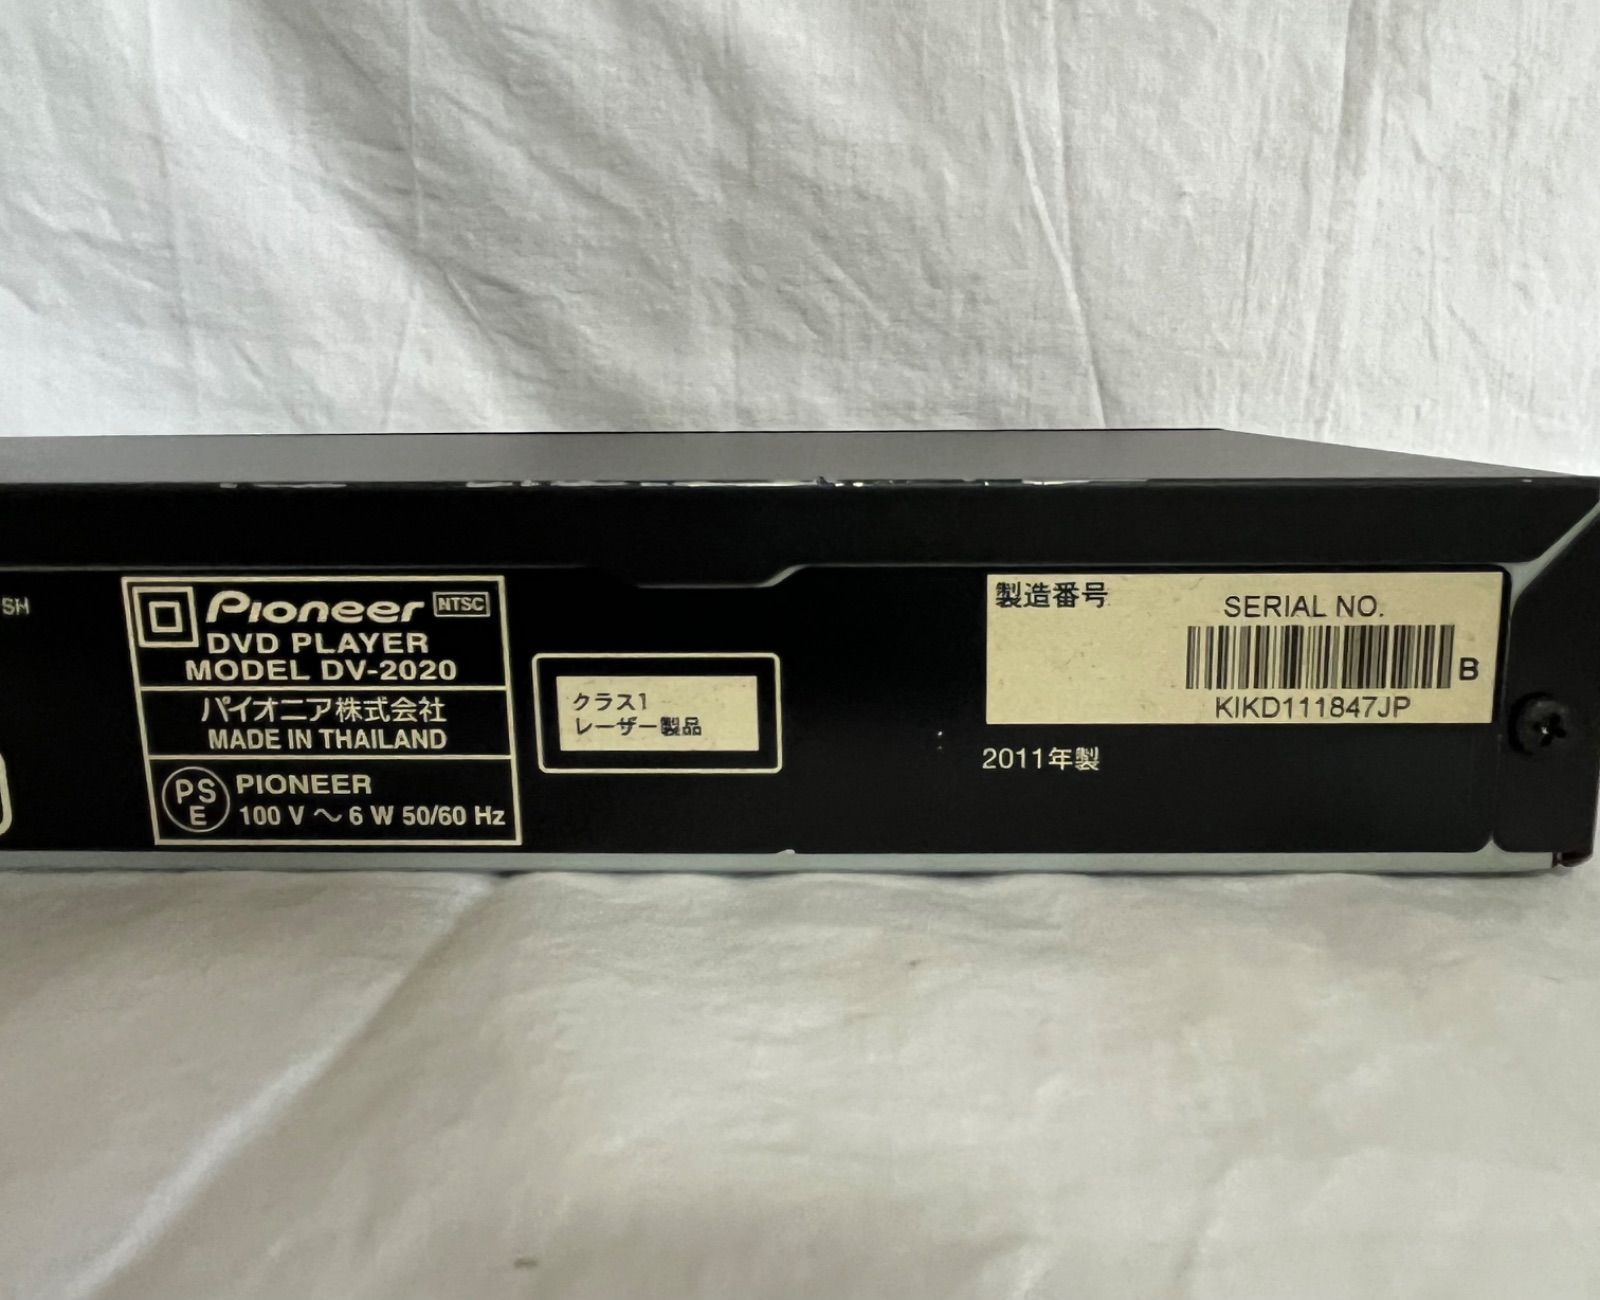 SH
Pioneer NTSC
DVD PLAYER
MODEL DV-2020
パイオニア株式会社
MADE IN THAILAND
PS
E
PIONEER
100 V ～ 6 W 50/60 Hz
クラス1
レーザー製品
製造番号
SERIAL NO.
B
KIKD111847JP
2011年製